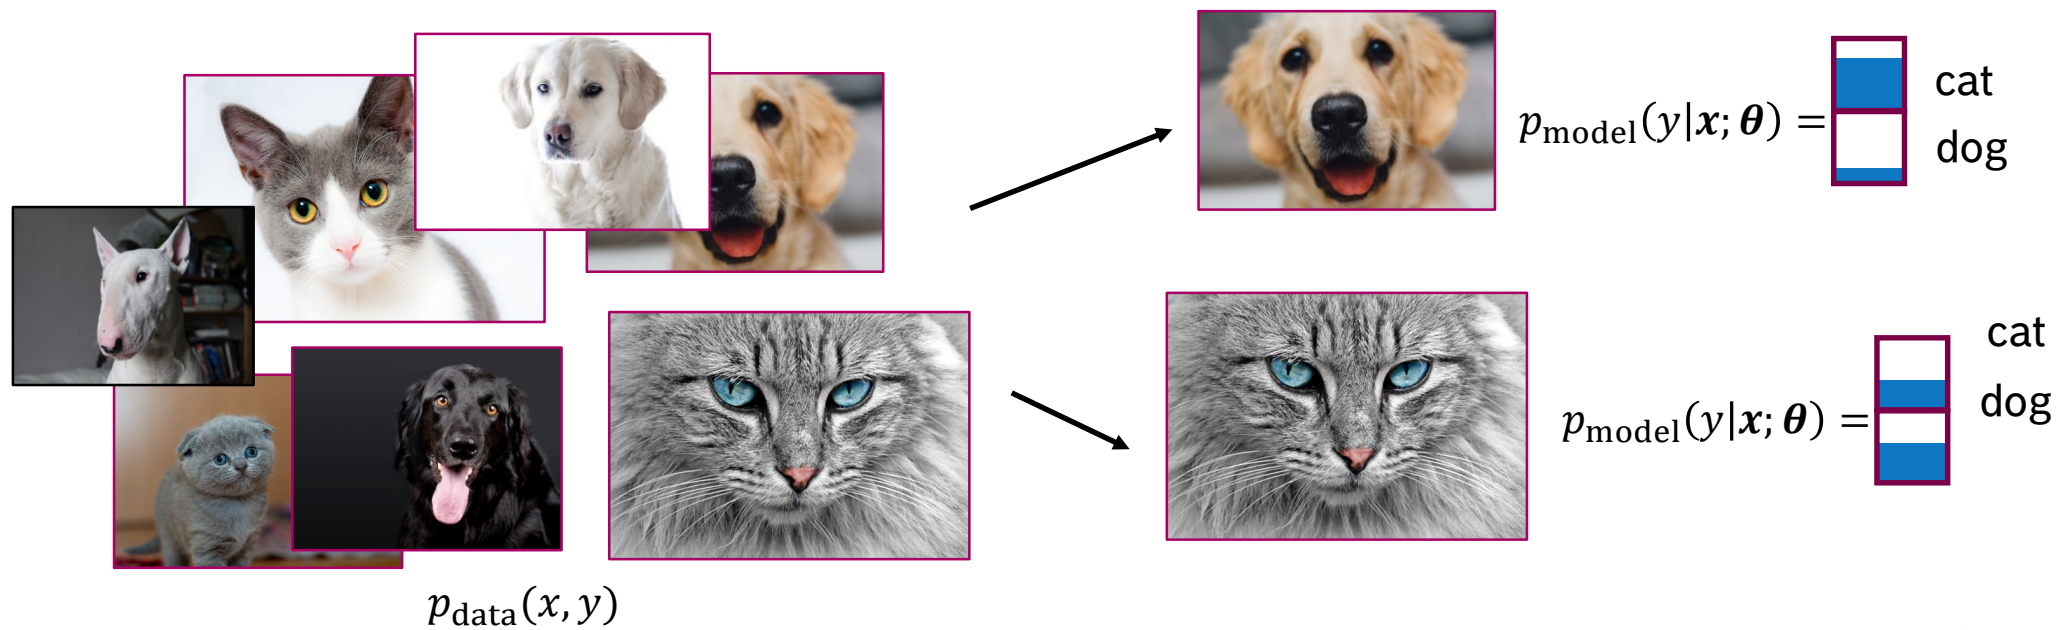 p_model(y|x; θ) =
cat
dog
p_model(y|x; θ) =
cat
dog
p_data(x, y)